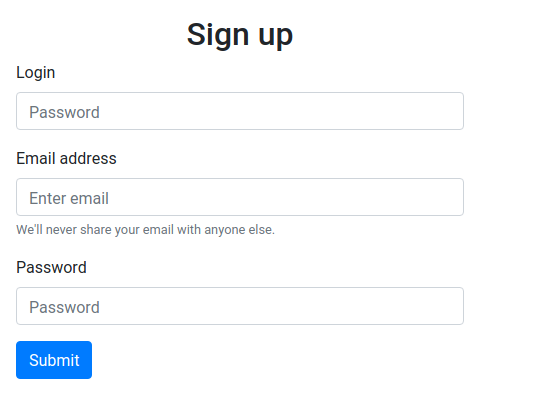 Sign up
Login
Password
Email address
Enter email
We'll never share your email with anyone else.
Password
Password
Submit